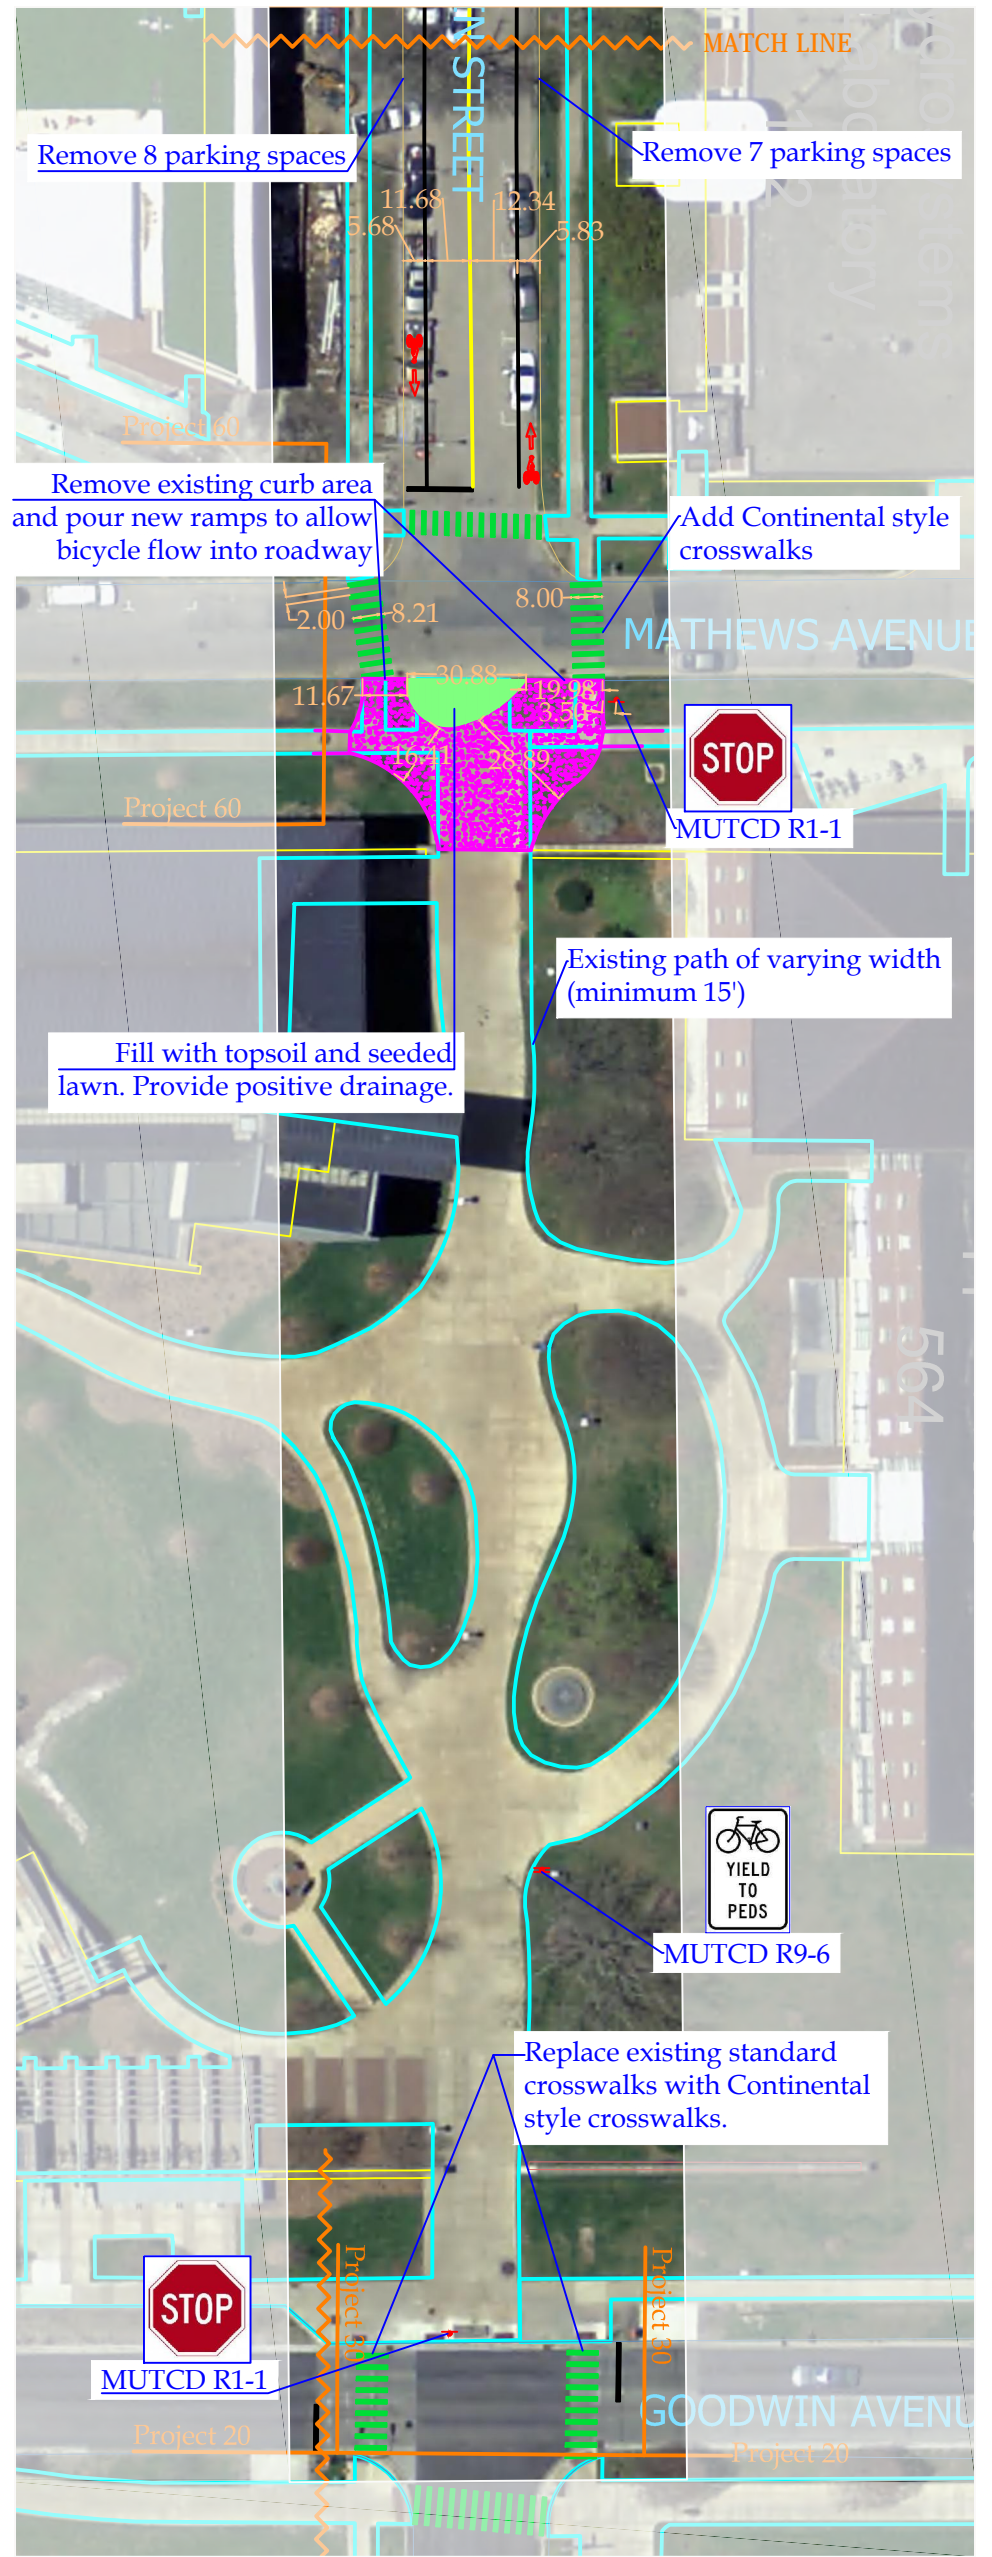 MATCH LINE
N STREET
Remove 8 parking spaces
Remove 7 parking spaces
11.68
12.34
5.68
5.83
Project 60
Remove existing curb area
and pour new ramps to allow
bicycle flow into roadway
Add Continental style
crosswalks
2.00
8.21
8.00
MATHEWS AVENUE
30.88
11.67
19.98
16.41
28.89
STOP
MUTCD R1-1
Project 60
Existing path of varying width
(minimum 15')
Fill with topsoil and seeded
lawn. Provide positive drainage.
564
YIELD
TO
PEDS
MUTCD R9-6
Replace existing standard
crosswalks with Continental
style crosswalks.
STOP
MUTCD R1-1
Project 30
GOODWIN AVENU
Project 20
Project 20